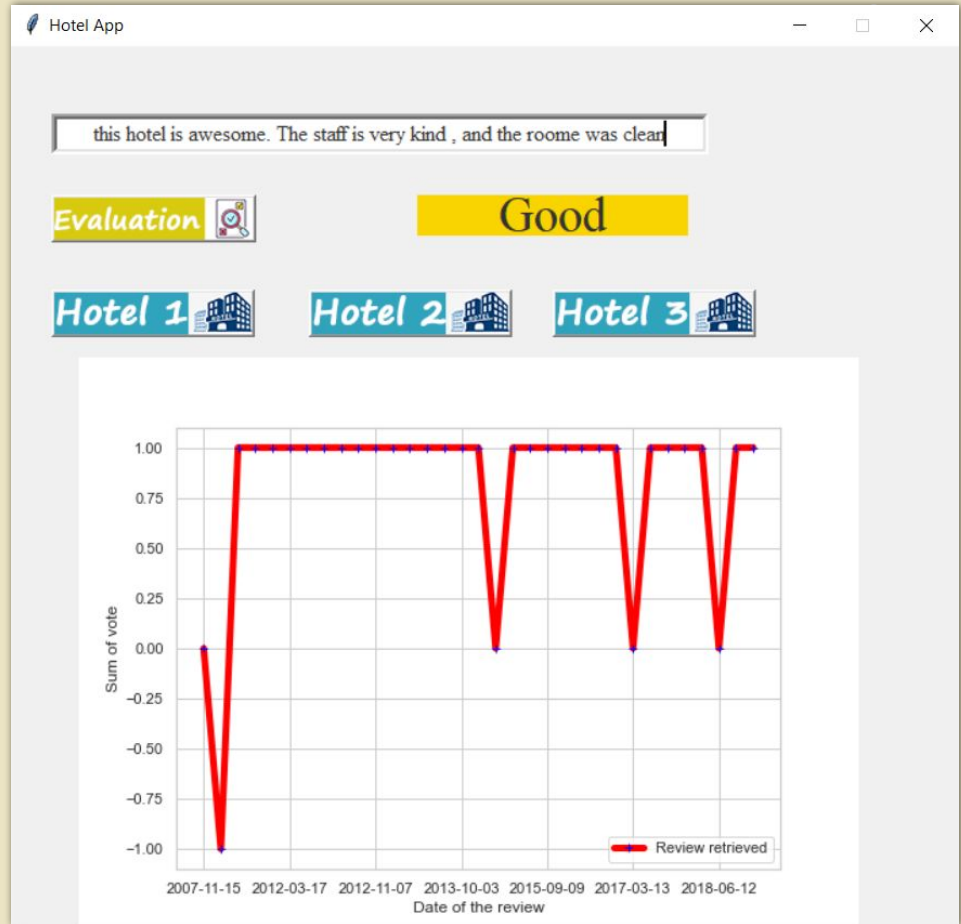 Hotel App
this hotel is awesome. The staff is very kind , and the roome was clean
Evaluation
Good
Hotel 1
HOTEL
Hotel 2
HOTEL
Hotel 3
HOTEL
1.00
0.75
0.50
0.25
0.00
−0.25
−0.50
−0.75
−1.00
Sum of vote
Review retrieved
2007-11-15 2012-03-17 2012-11-07 2013-10-03 2015-09-09 2017-03-13 2018-06-12
Date of the review